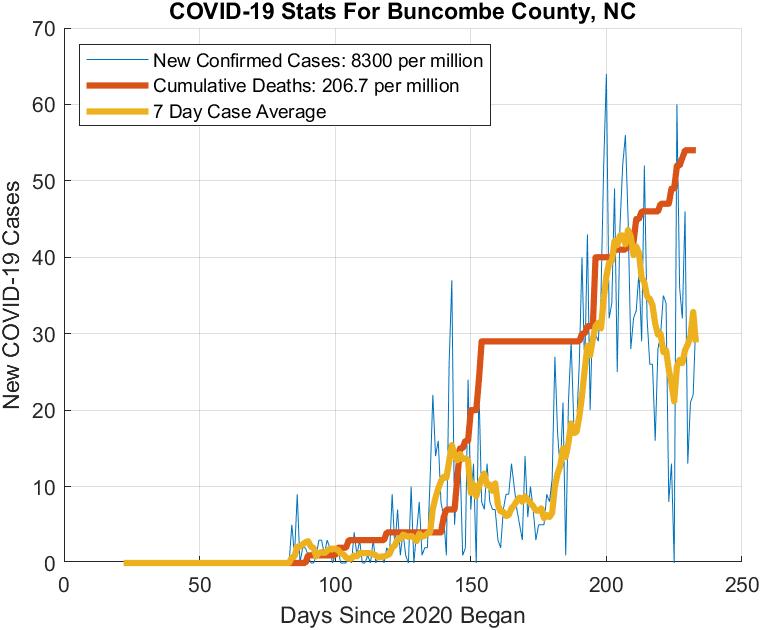 COVID-19 Stats For Buncombe County, NC
70
New Confirmed Cases: 8300 per million
Cumulative Deaths: 206.7 per million
7 Day Case Average
60
50
40
30
20
10
0
New COVID-19 Cases
0 50 100 150 200 250
Days Since 2020 Began